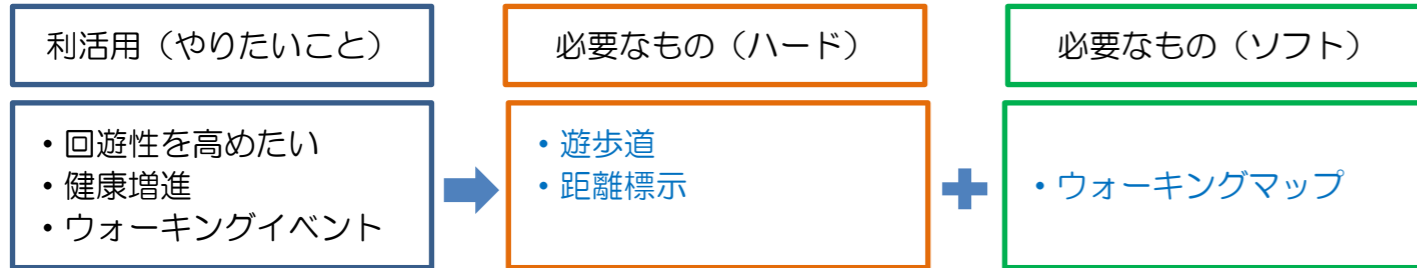 利活用（やりたいこと）
必要なもの（ハード）
必要なもの（ソフト）
・回遊性を高めたい
・健康増進
・ウォーキングイベント
・遊歩道
・距離標示
・ウォーキングマップ